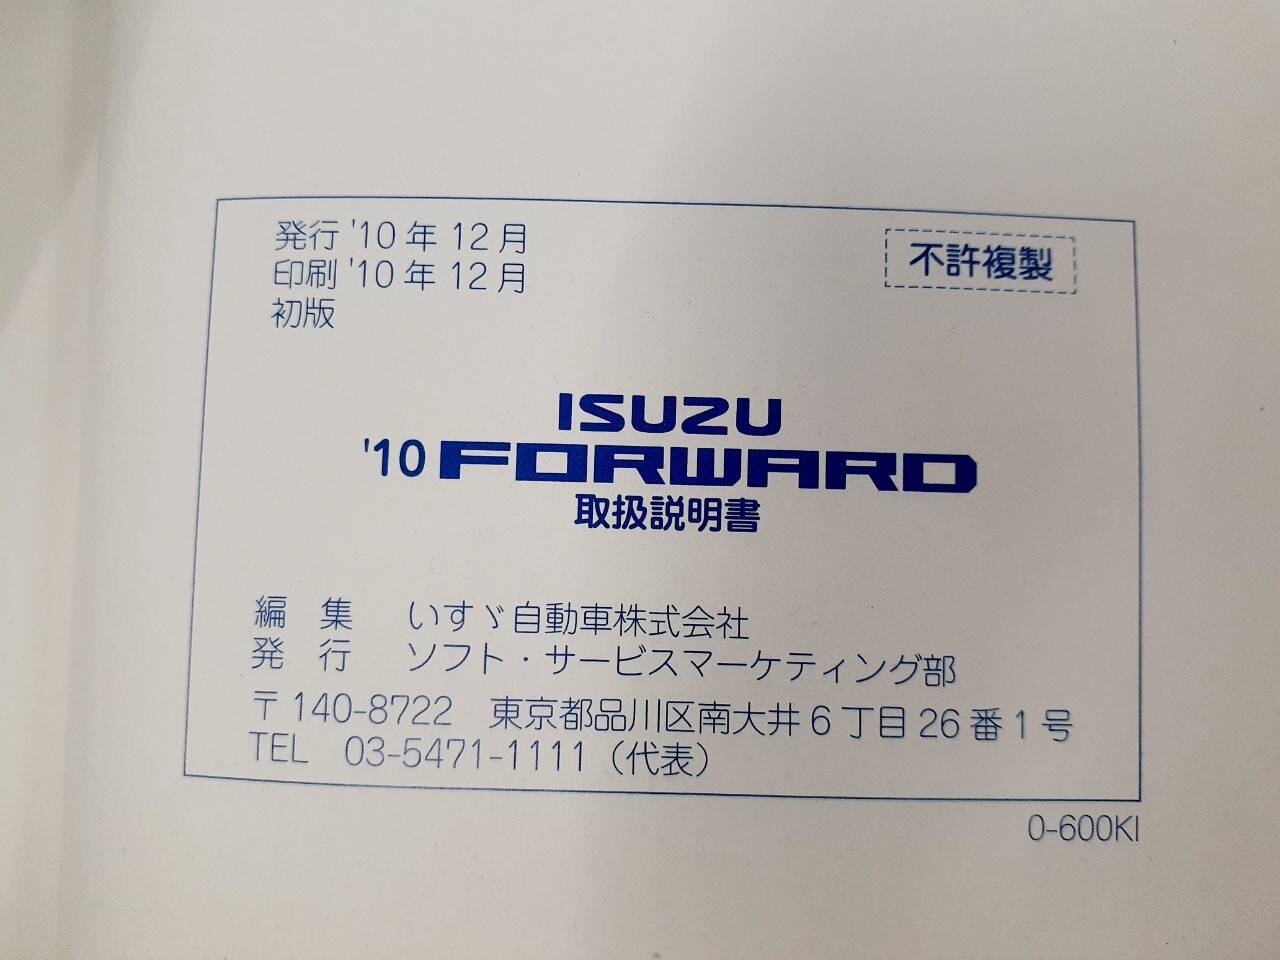 発行 '10 年 12 月
不許複製
印刷 '10 年 12 月
初版
ISUZU
'10 FORWARD
取扱説明書
編 集 いすゞ自動車株式会社
発 行 ソフト・サービスマーケティング部
〒 140-8722 東京都品川区南大井 6 丁目 26 番 1 号
TEL 03-5471-1111（代表）
0-600KI